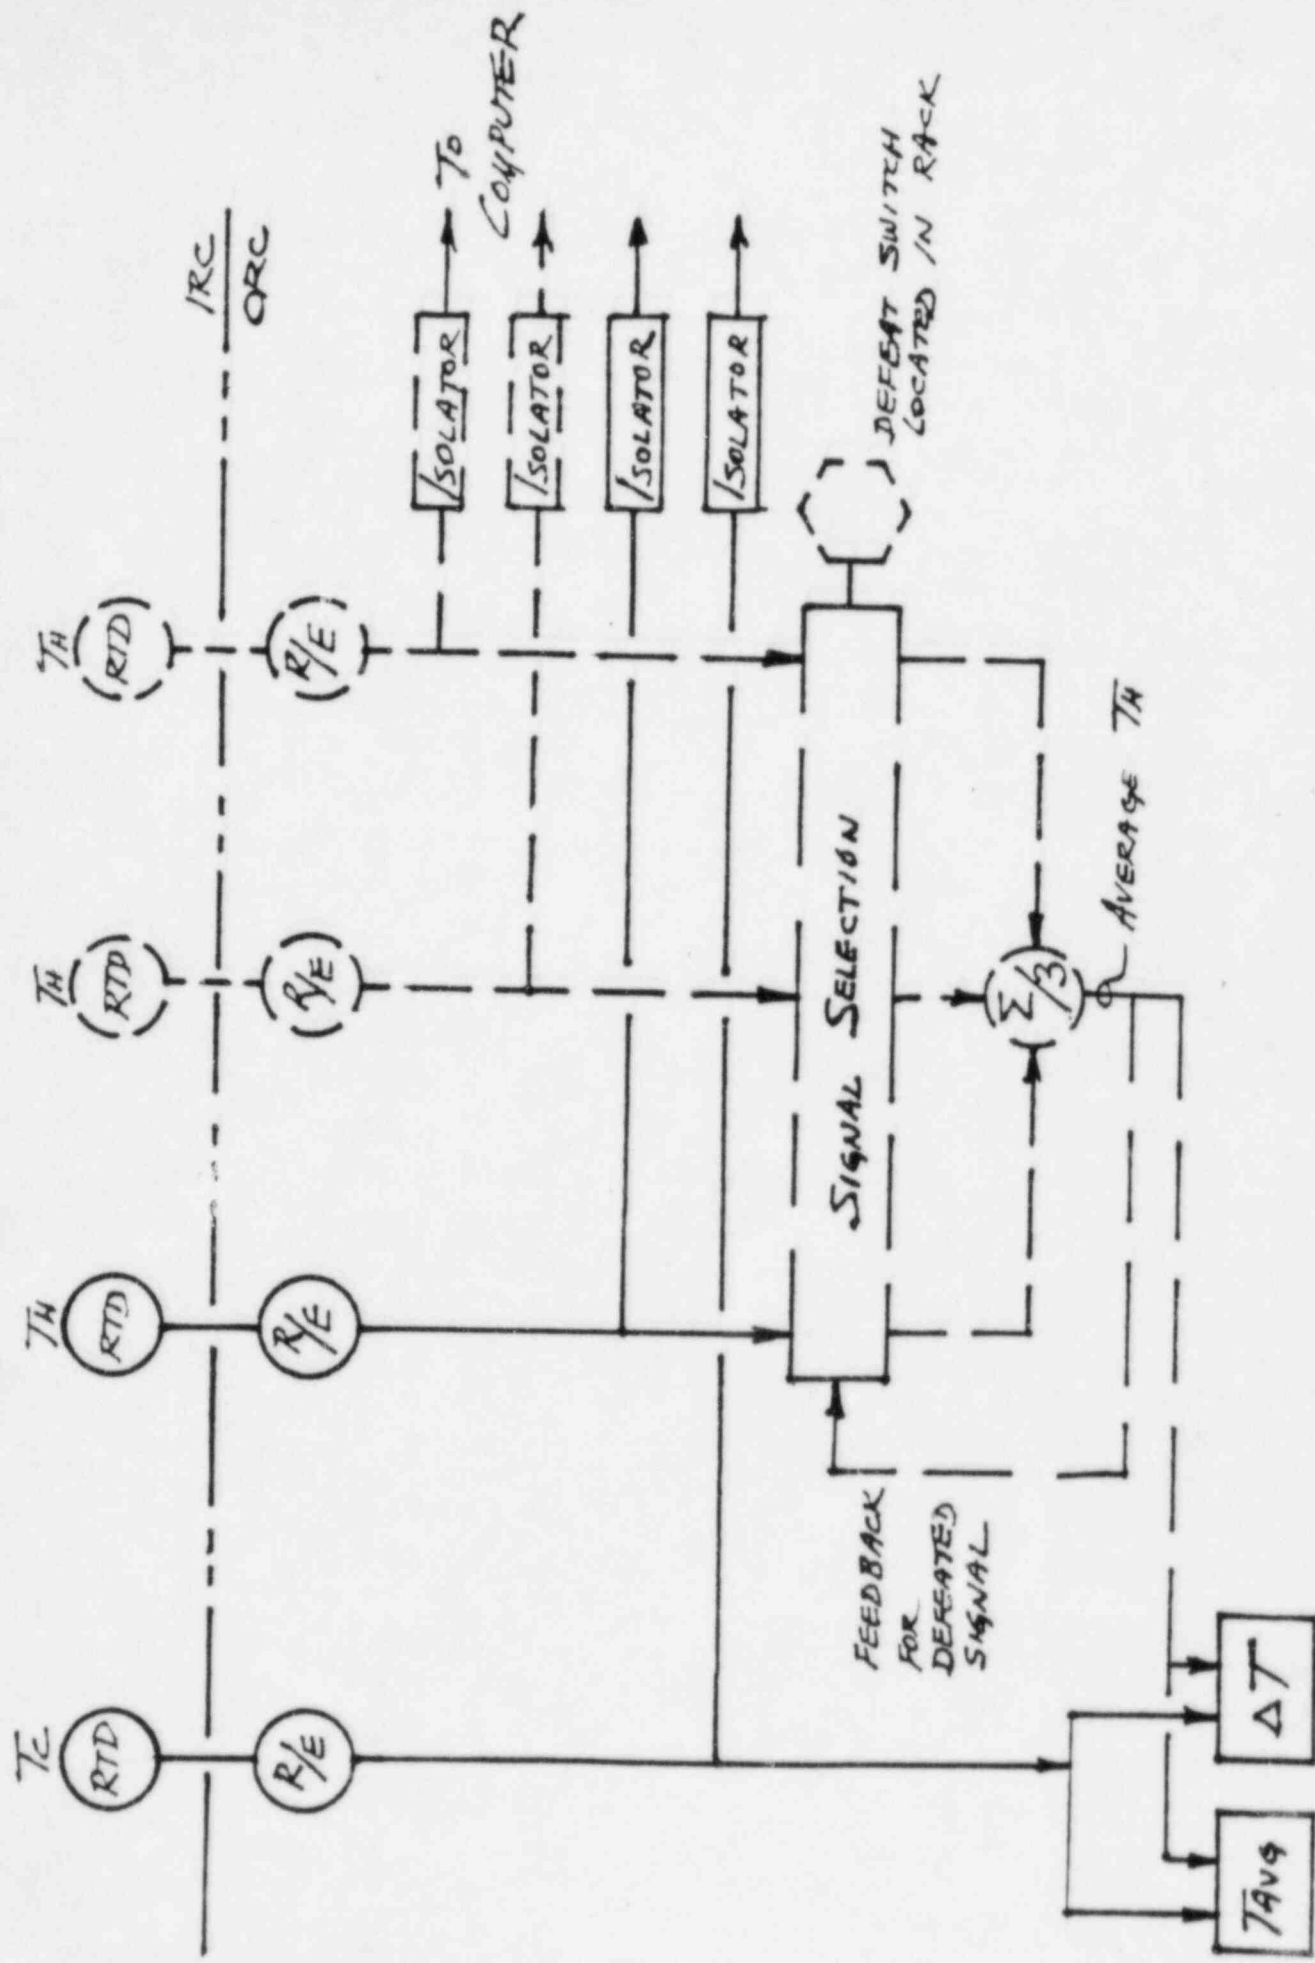 TC
TH
TH
TH
RTD
RTD
RTD
RTD
IRC
ORC
R/E
R/E
R/E
R/E
ISOLATOR
TO
COMPUTER
ISOLATOR
ISOLATOR
ISOLATOR
SIGNAL SELECTION
DEFEAT SWITCH
LOCATED IN RACK
FEEDBACK
FOR
DEFEATED
SIGNAL
Σ/3
AVERAGE TH
TAVG
ΔT